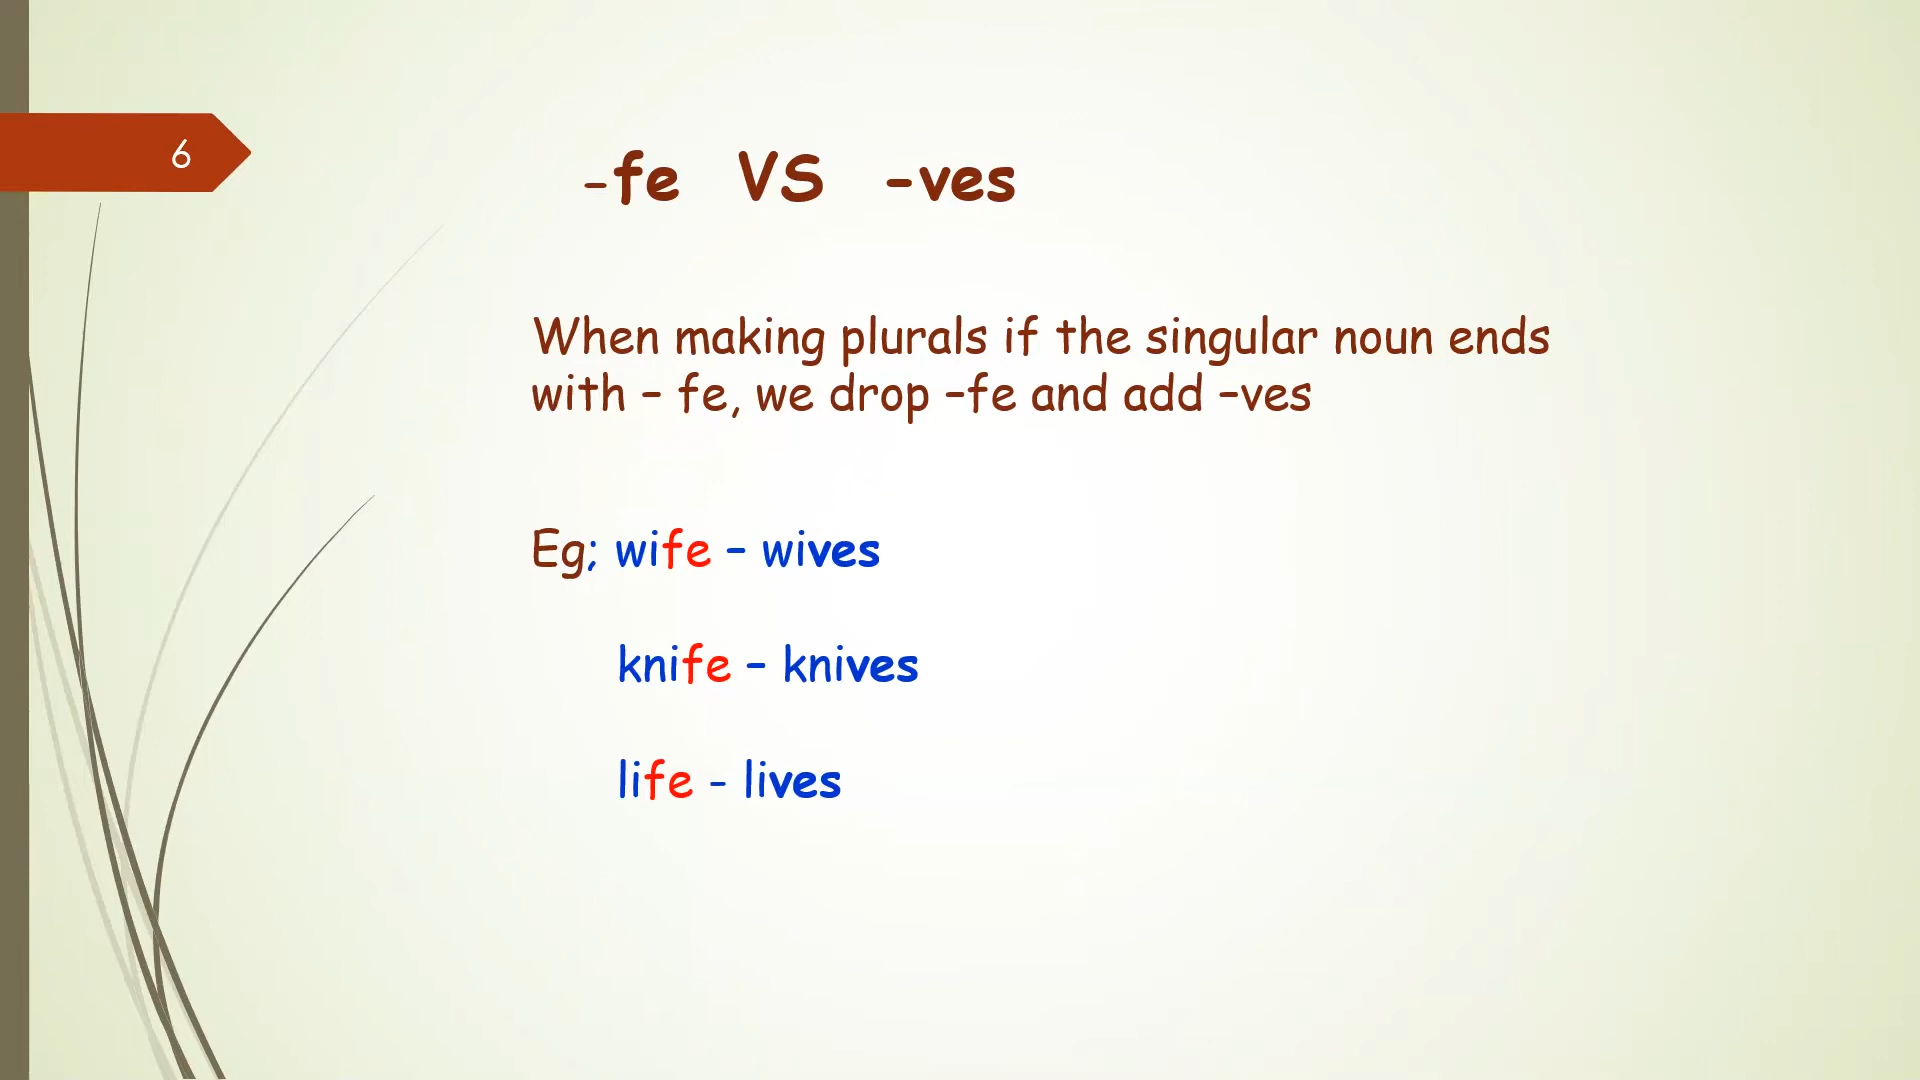 6
-fe VS -ves
When making plurals if the singular noun ends
with – fe, we drop –fe and add –ves
Eg; wife – wives
knife – knives
life - lives